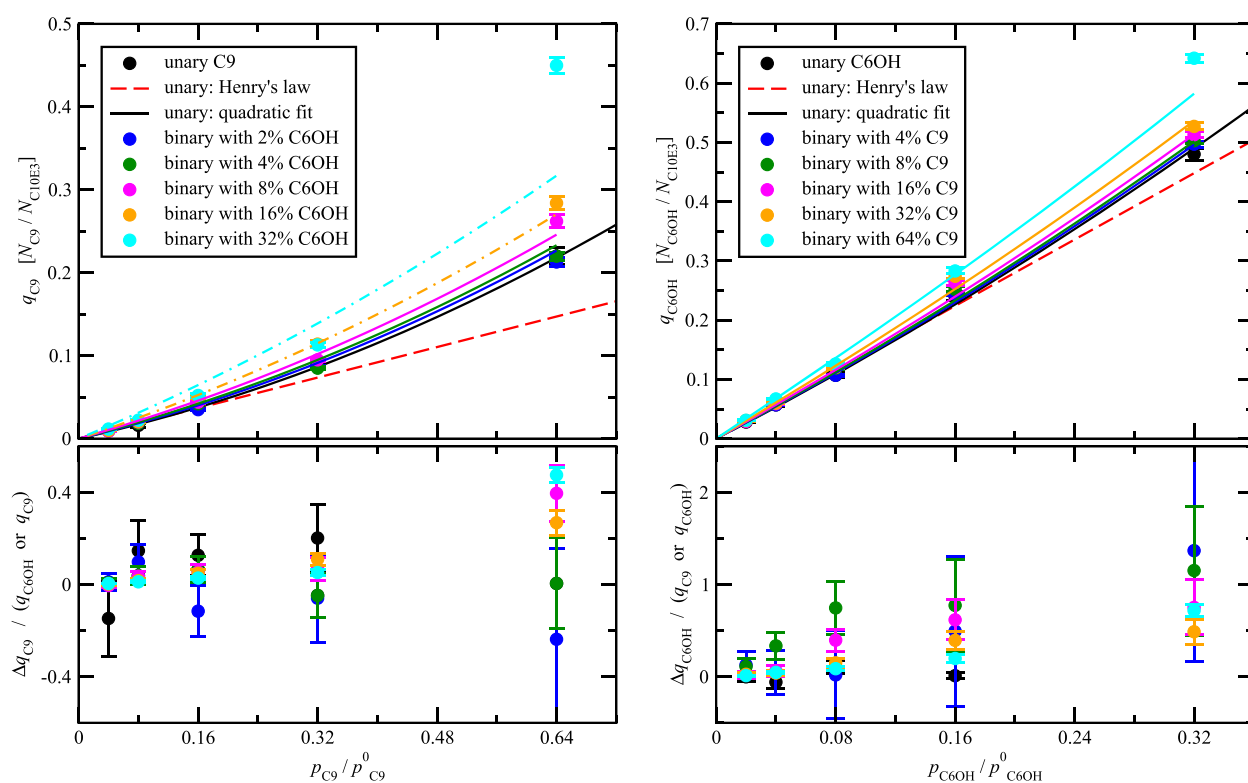 0.5
0.4
0.3
0.2
0.1
0
q_C9 [N_C9 / N_C10E3]
unary C9
unary: Henry's law
unary: quadratic fit
binary with 2% C6OH
binary with 4% C6OH
binary with 8% C6OH
binary with 16% C6OH
binary with 32% C6OH
0.4
0
-0.4
Δq_C9 / (q_C6OH or q_C9)
0 0.16 0.32 0.48 0.64
p_C9 / p^0_C9
0.7
0.6
0.5
0.4
0.3
0.2
0.1
0.0
q_C6OH [N_C6OH / N_C10E3]
unary C6OH
unary: Henry's law
unary: quadratic fit
binary with 4% C9
binary with 8% C9
binary with 16% C9
binary with 32% C9
binary with 64% C9
2
1
0
Δq_C6OH / (q_C9 or q_C6OH)
0 0.08 0.16 0.24 0.32
p_C6OH / p^0_C6OH